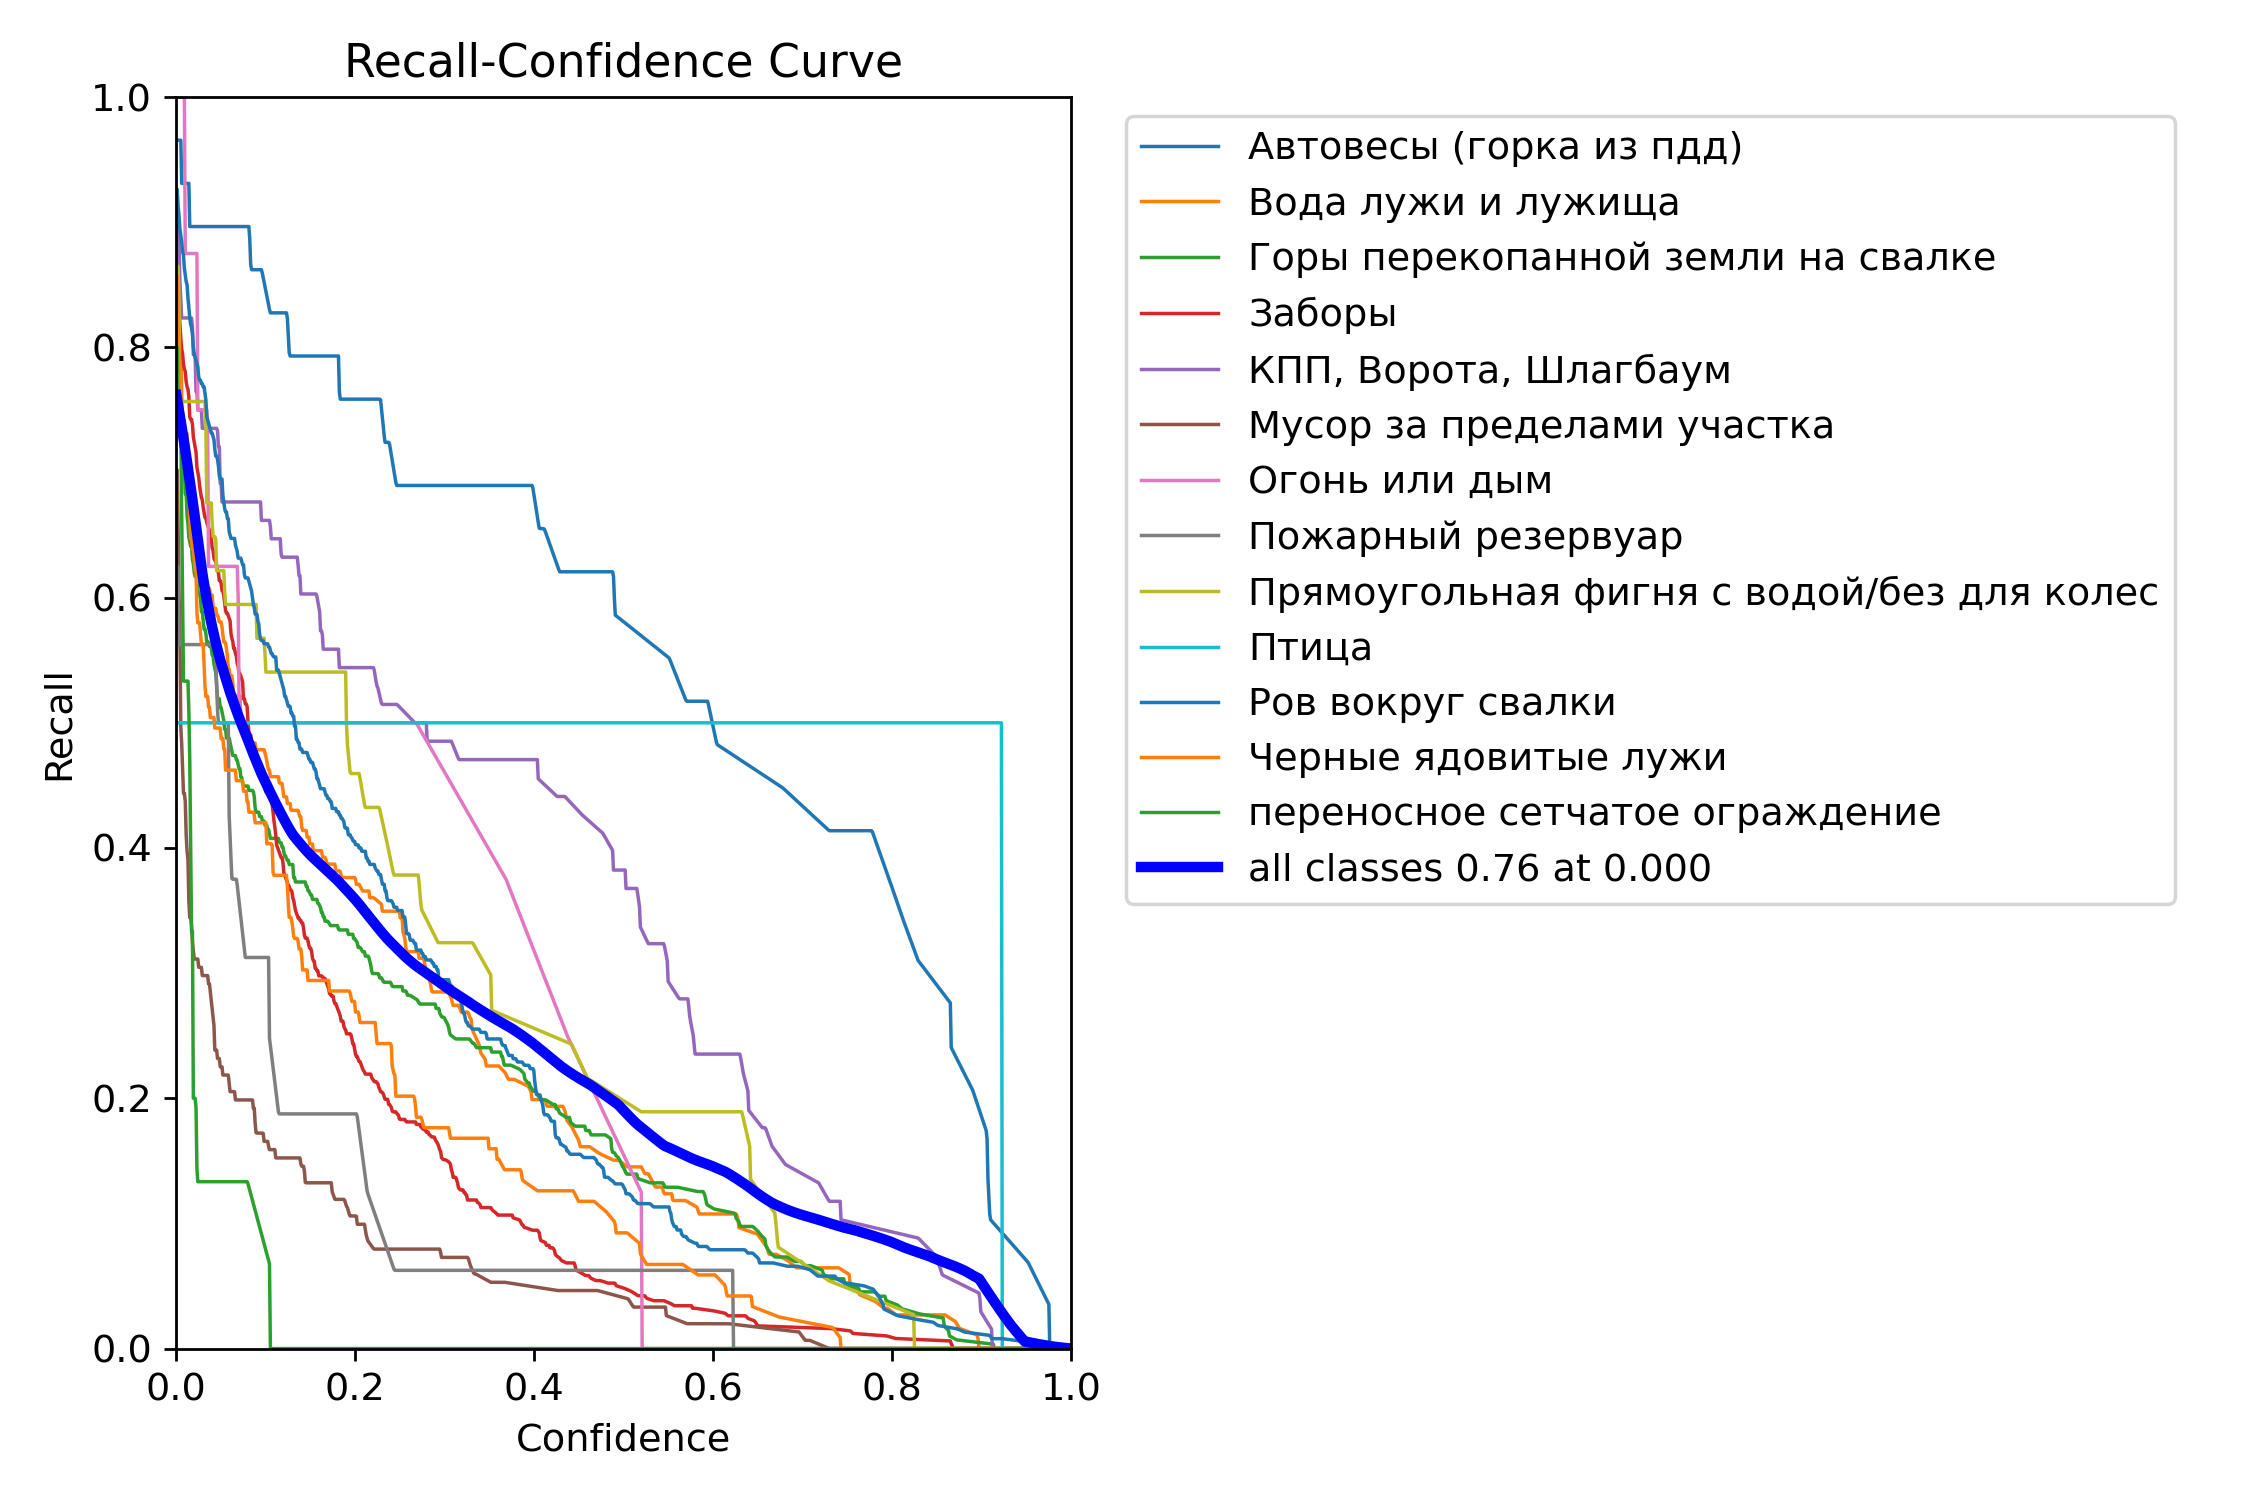 Recall-Confidence Curve
1.0
0.8
0.6
0.4
0.2
0.0
Recall
0.0 0.2 0.4 0.6 0.8 1.0
Confidence
Автовесы (горка из пдд)
Вода лужи и лужища
Горы перекопанной земли на свалке
Заборы
КПП, Ворота, Шлагбаум
Мусор за пределами участка
Огонь или дым
Пожарный резервуар
Прямоугольная фигня с водой/без для колес
Птица
Ров вокруг свалки
Черные ядовитые лужи
переносное сетчатое ограждение
all classes 0.76 at 0.000